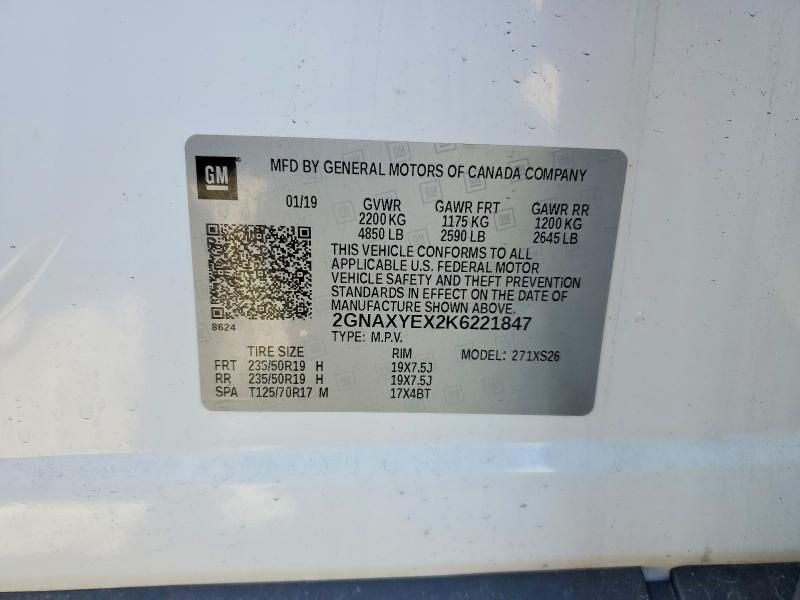 GM
MFD BY GENERAL MOTORS OF CANADA COMPANY
01/19 GVWR GAWR FRT GAWR RR
2200 KG 1175 KG 1200 KG
4850 LB 2590 LB 2645 LB
THIS VEHICLE CONFORMS TO ALL
APPLICABLE U.S. FEDERAL MOTOR
VEHICLE SAFETY AND THEFT PREVENTION
STANDARDS IN EFFECT ON THE DATE OF
MANUFACTURE SHOWN ABOVE.
8624
2GNAXYEX2K6221847
TYPE: M.P.V.
TIRE SIZE RIM MODEL: 271XS26
FRT 235/50R19 H 19X7.5J
RR 235/50R19 H 19X7.5J
SPA T125/70R17 M 17X4BT